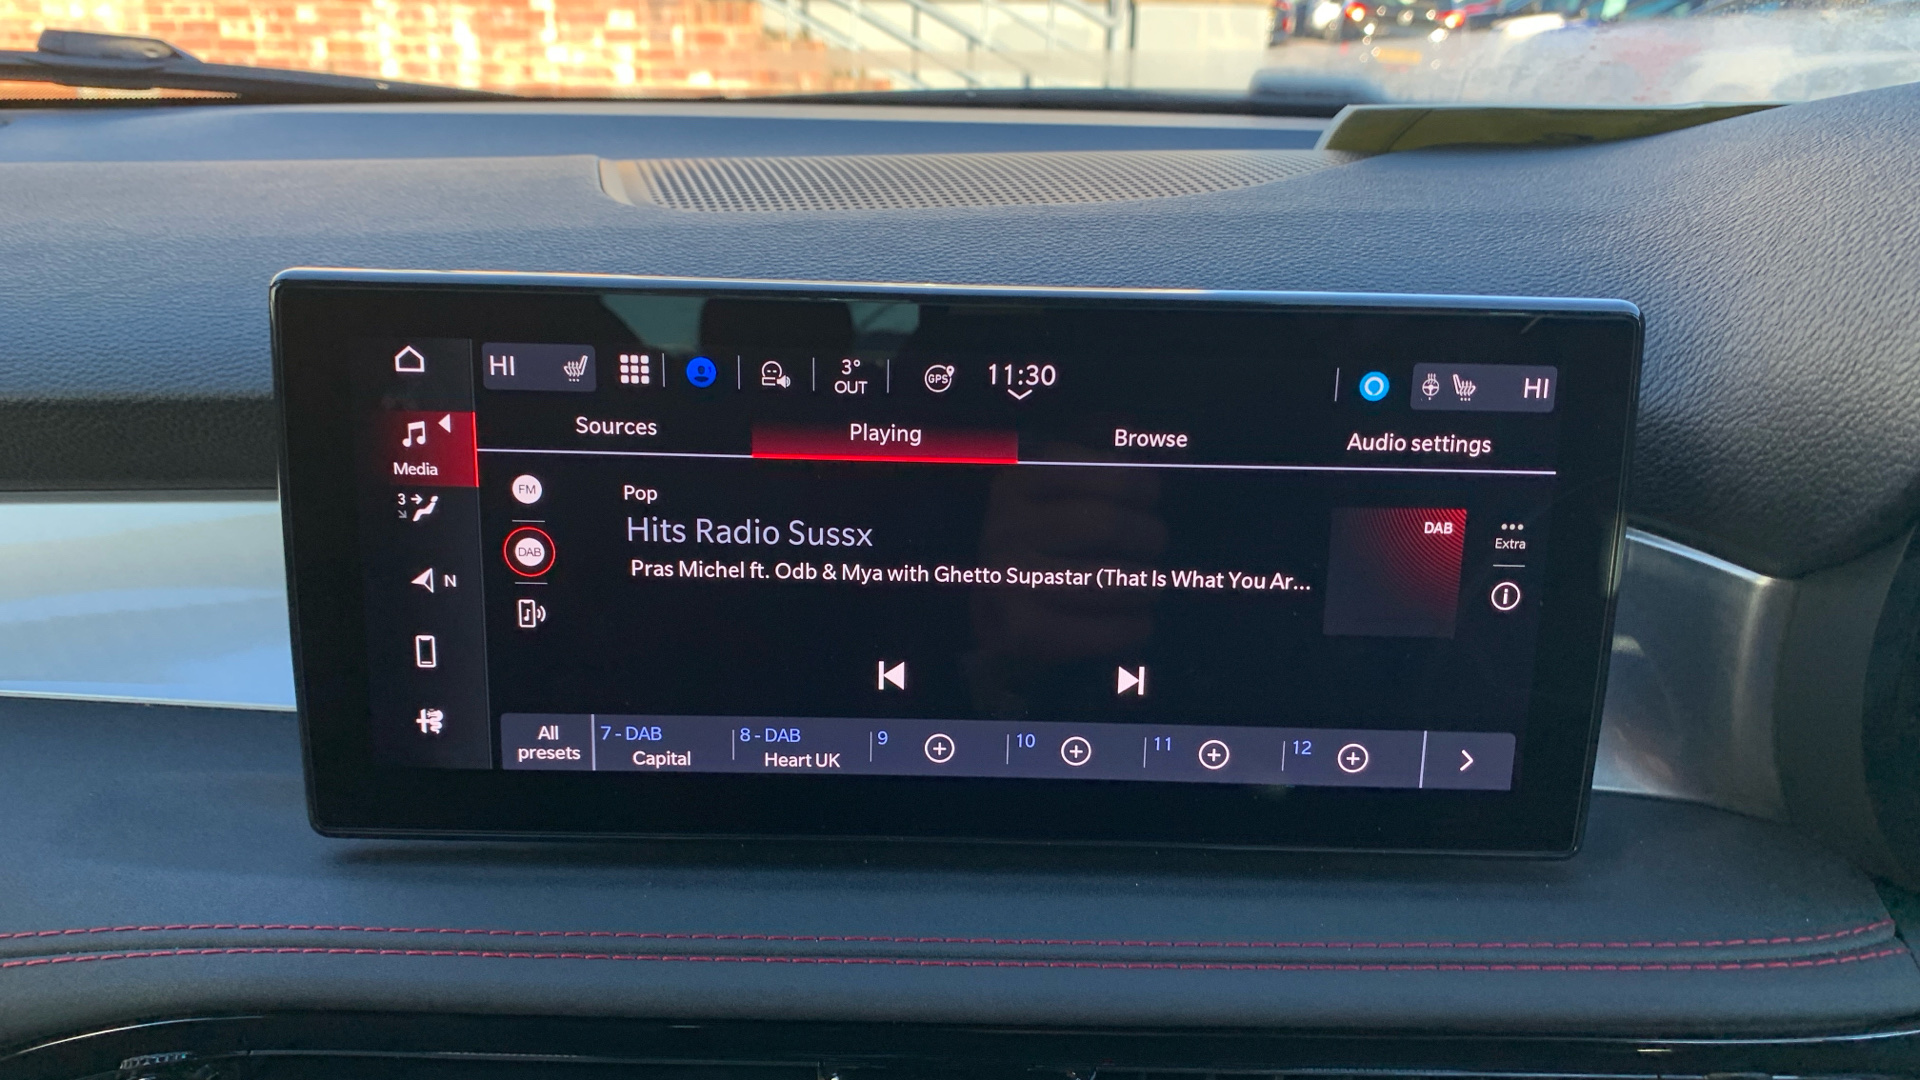 HI
3°
OUT
GPS
11:30
HI
Sources
Playing
Browse
Audio settings
Media
3
N
FM
DAB
Pop
Hits Radio Sussx
Pras Michel ft. Odb & Mya with Ghetto Supastar (That Is What You Ar...
DAB
Extra
All
presets
7 - DAB
Capital
8 - DAB
Heart UK
9
10
11
12